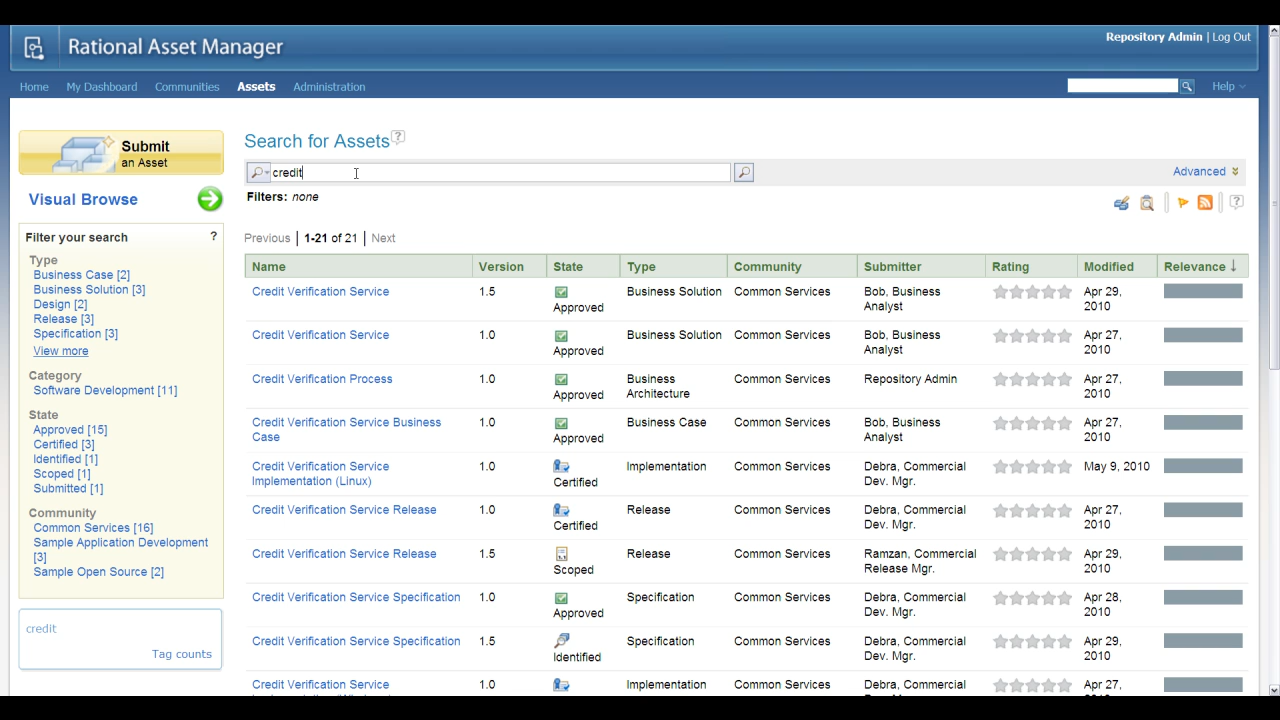 Rational Asset Manager
Repository Admin | Log Out
Home My Dashboard Communities Assets Administration Help
Submit
an Asset
Visual Browse
Filter your search ?
Type
Business Case [2]
Business Solution [3]
Design [2]
Release [3]
Specification [3]
View more
Category
Software Development [11]
State
Approved [15]
Certified [3]
Identified [1]
Scoped [1]
Submitted [1]
Community
Common Services [16]
Sample Application Development
[3]
Sample Open Source [2]
credit
Tag counts
Search for Assets ?
credit
Advanced
Filters: none
?
Previous | 1-21 of 21 | Next
Name Version State Type Community Submitter Rating Modified Relevance ↓
Credit Verification Service 1.5 Approved Business Solution Common Services Bob, Business
Analyst Apr 29,
2010
Credit Verification Service 1.0 Approved Business Solution Common Services Bob, Business
Analyst Apr 27,
2010
Credit Verification Process 1.0 Approved Business
Architecture Common Services Repository Admin Apr 27,
2010
Credit Verification Service Business
Case 1.0 Approved Business Case Common Services Bob, Business
Analyst Apr 27,
2010
Credit Verification Service
Implementation (Linux) 1.0 Certified Implementation Common Services Debra, Commercial
Dev. Mgr. May 9, 2010
Credit Verification Service Release 1.0 Certified Release Common Services Debra, Commercial
Dev. Mgr. Apr 27,
2010
Credit Verification Service Release 1.5 Scoped Release Common Services Ramzan, Commercial
Release Mgr. Apr 29,
2010
Credit Verification Service Specification 1.0 Approved Specification Common Services Debra, Commercial
Dev. Mgr. Apr 28,
2010
Credit Verification Service Specification 1.5 Identified Specification Common Services Debra, Commercial
Dev. Mgr. Apr 29,
2010
Credit Verification Service 1.0 Implementation Common Services Debra, Commercial Apr 27,